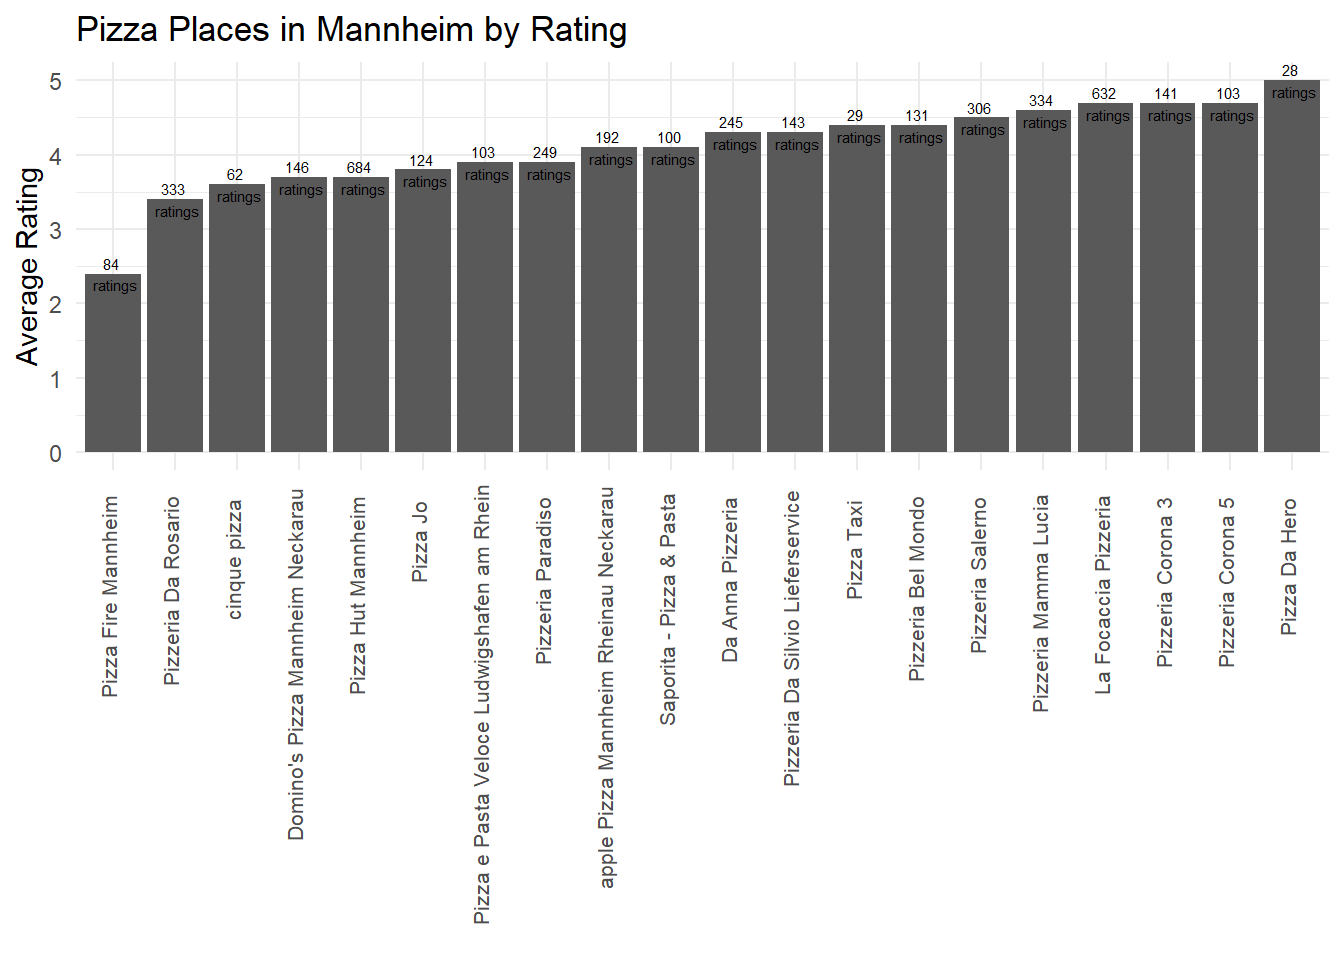 Pizza Places in Mannheim by Rating
Average Rating
5
4
3
2
1
0
84
ratings
333
ratings
62
ratings
146
ratings
684
ratings
124
ratings
103
ratings
249
ratings
192
ratings
100
ratings
245
ratings
143
ratings
29
ratings
131
ratings
306
ratings
334
ratings
632
ratings
141
ratings
103
ratings
28
ratings
Pizza Fire Mannheim
Pizzeria Da Rosario
cinque pizza
Domino's Pizza Mannheim Neckarau
Pizza Hut Mannheim
Pizza Jo
Pizza e Pasta Veloce Ludwigshafen am Rhein
Pizzeria Paradiso
apple Pizza Mannheim Rheinau Neckarau
Saporita - Pizza & Pasta
Da Anna Pizzeria
Pizzeria Da Silvio Lieferservice
Pizza Taxi
Pizzeria Bel Mondo
Pizzeria Salerno
Pizzeria Mamma Lucia
La Focaccia Pizzeria
Pizzeria Corona 3
Pizzeria Corona 5
Pizza Da Hero